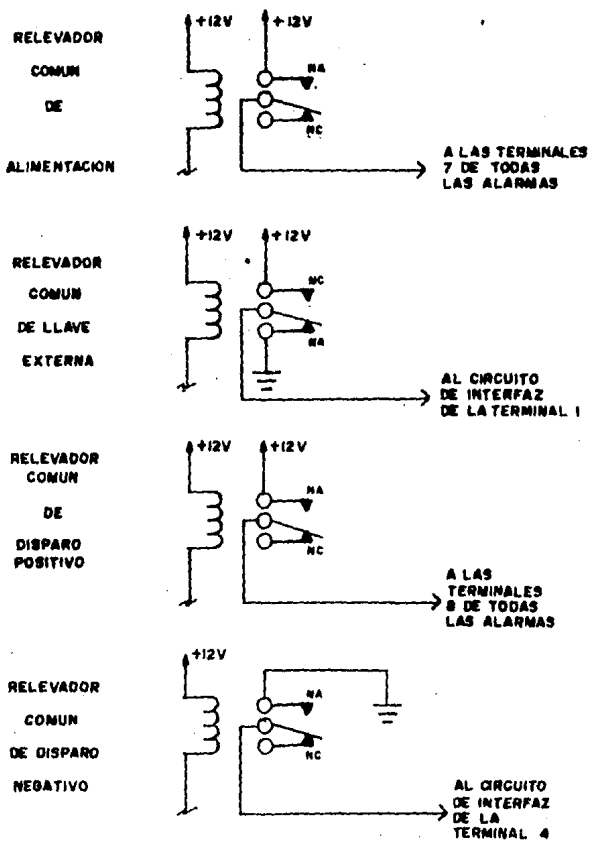 RELEVADOR
COMUN
DE
ALIMENTACION
+12V
+12V
NA
NC
A LAS TERMINALES
7 DE TODAS
LAS ALARMAS
RELEVADOR
COMUN
DE LLAVE
EXTERNA
+12V
+12V
NC
NA
AL CIRCUITO
DE INTERFAZ
DE LA TERMINAL 1
RELEVADOR
COMUN
DE
DISPARO
POSITIVO
+12V
+12V
NA
NC
A LAS
TERMINALES
8 DE TODAS
LAS ALARMAS
RELEVADOR
COMUN
DE DISPARO
NEGATIVO
+12V
NA
NC
AL CIRCUITO
DE INTERFAZ
DE LA
TERMINAL 4